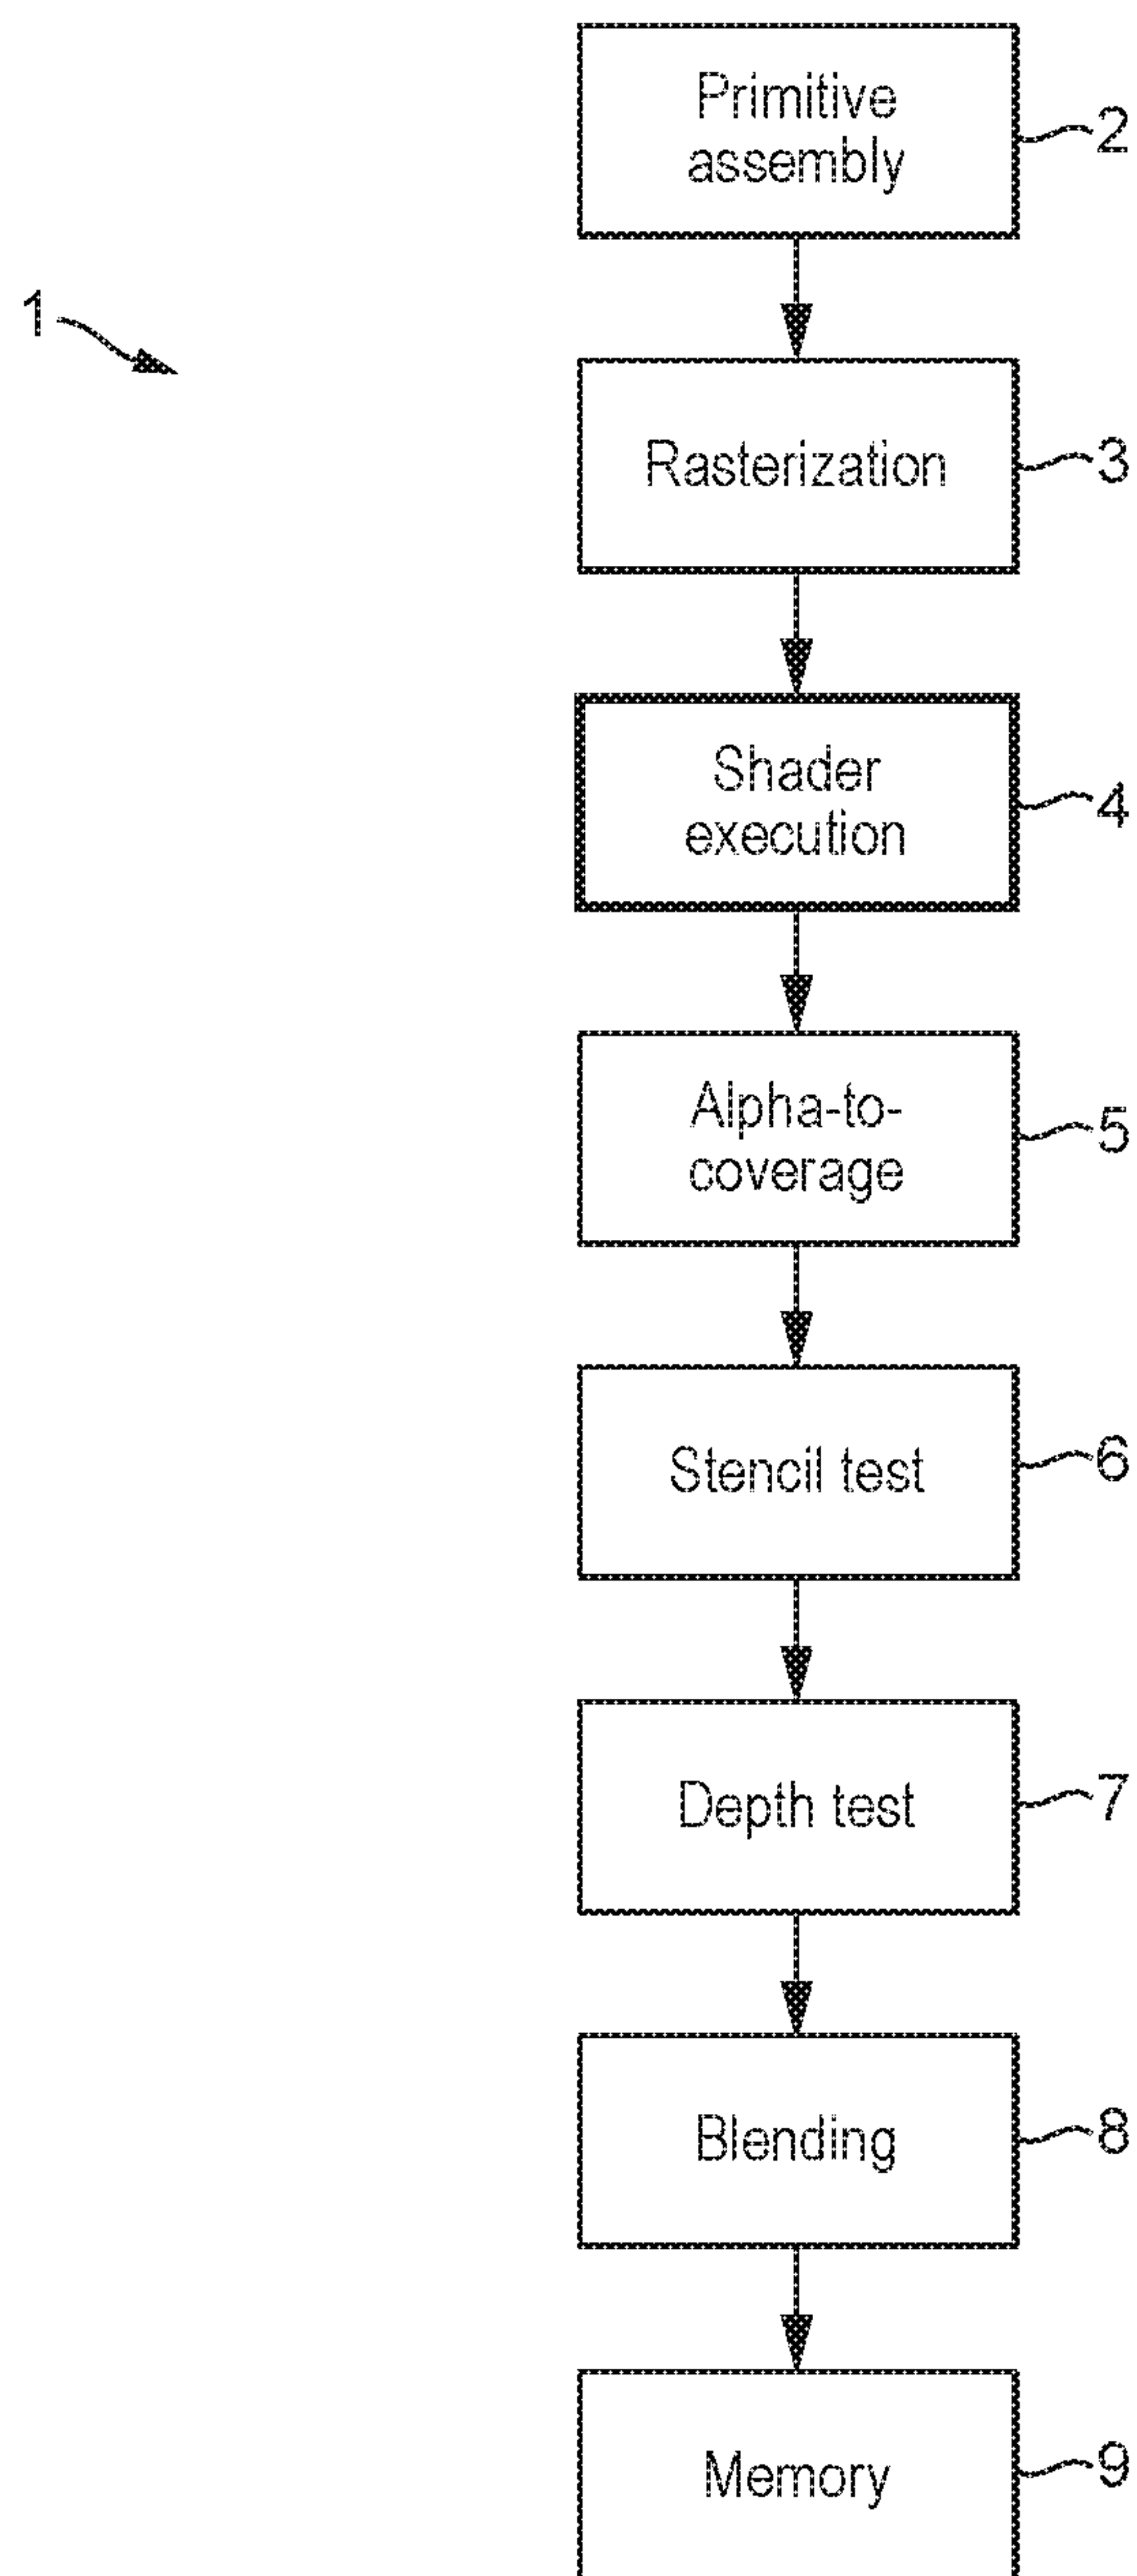 Primitive
assembly
2
1
Rasterization
3
Shader
execution
4
Alpha-to-
coverage
5
Stencil test
6
Depth test
7
Blending
8
Memory
9